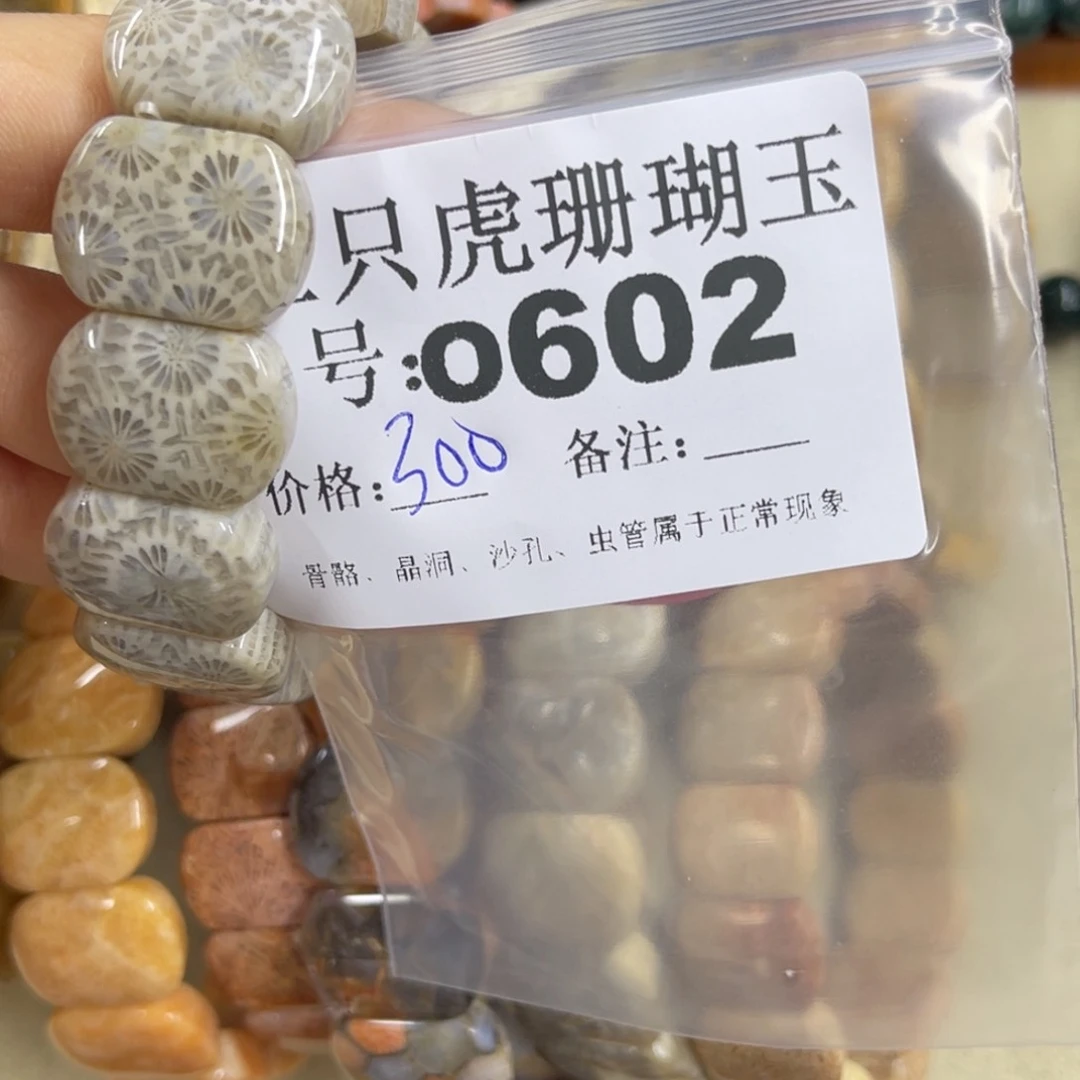 只虎珊瑚玉
号:0602
价格:300 备注:
骨骼、晶洞、沙孔、虫管属于正常现象